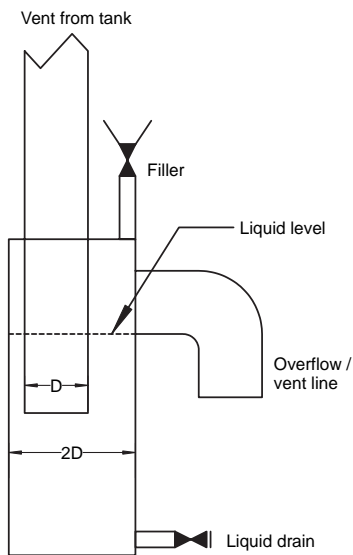 Vent from tank
Filler
Liquid level
Overflow /
vent line
D
2D
Liquid drain